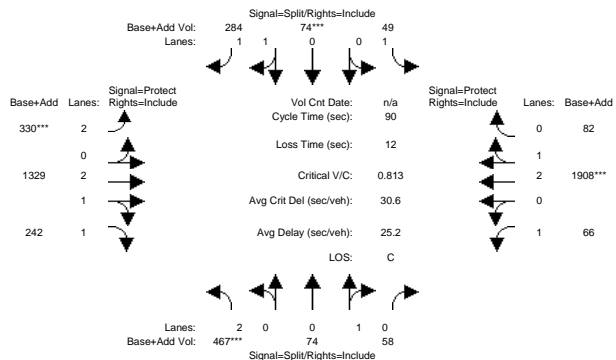 Signal=Split/Rights=Include
Base+Add Vol: 284 74*** 49
Lanes: 1 1 0 0 1
Signal=Protect Signal=Protect
Base+Add Lanes: Rights=Include Vol Cnt Date: n/a Rights=Include Lanes: Base+Add
Cycle Time (sec): 90
330*** 2 0 82
Loss Time (sec): 12
0 1
1329 2 Critical V/C: 0.813 2 1908***
1 Avg Crit Del (sec/veh): 30.6 0
242 1 Avg Delay (sec/veh): 25.2 1 66
LOS: C
Lanes: 2 0 0 1 0
Base+Add Vol: 467*** 74 58
Signal=Split/Rights=Include